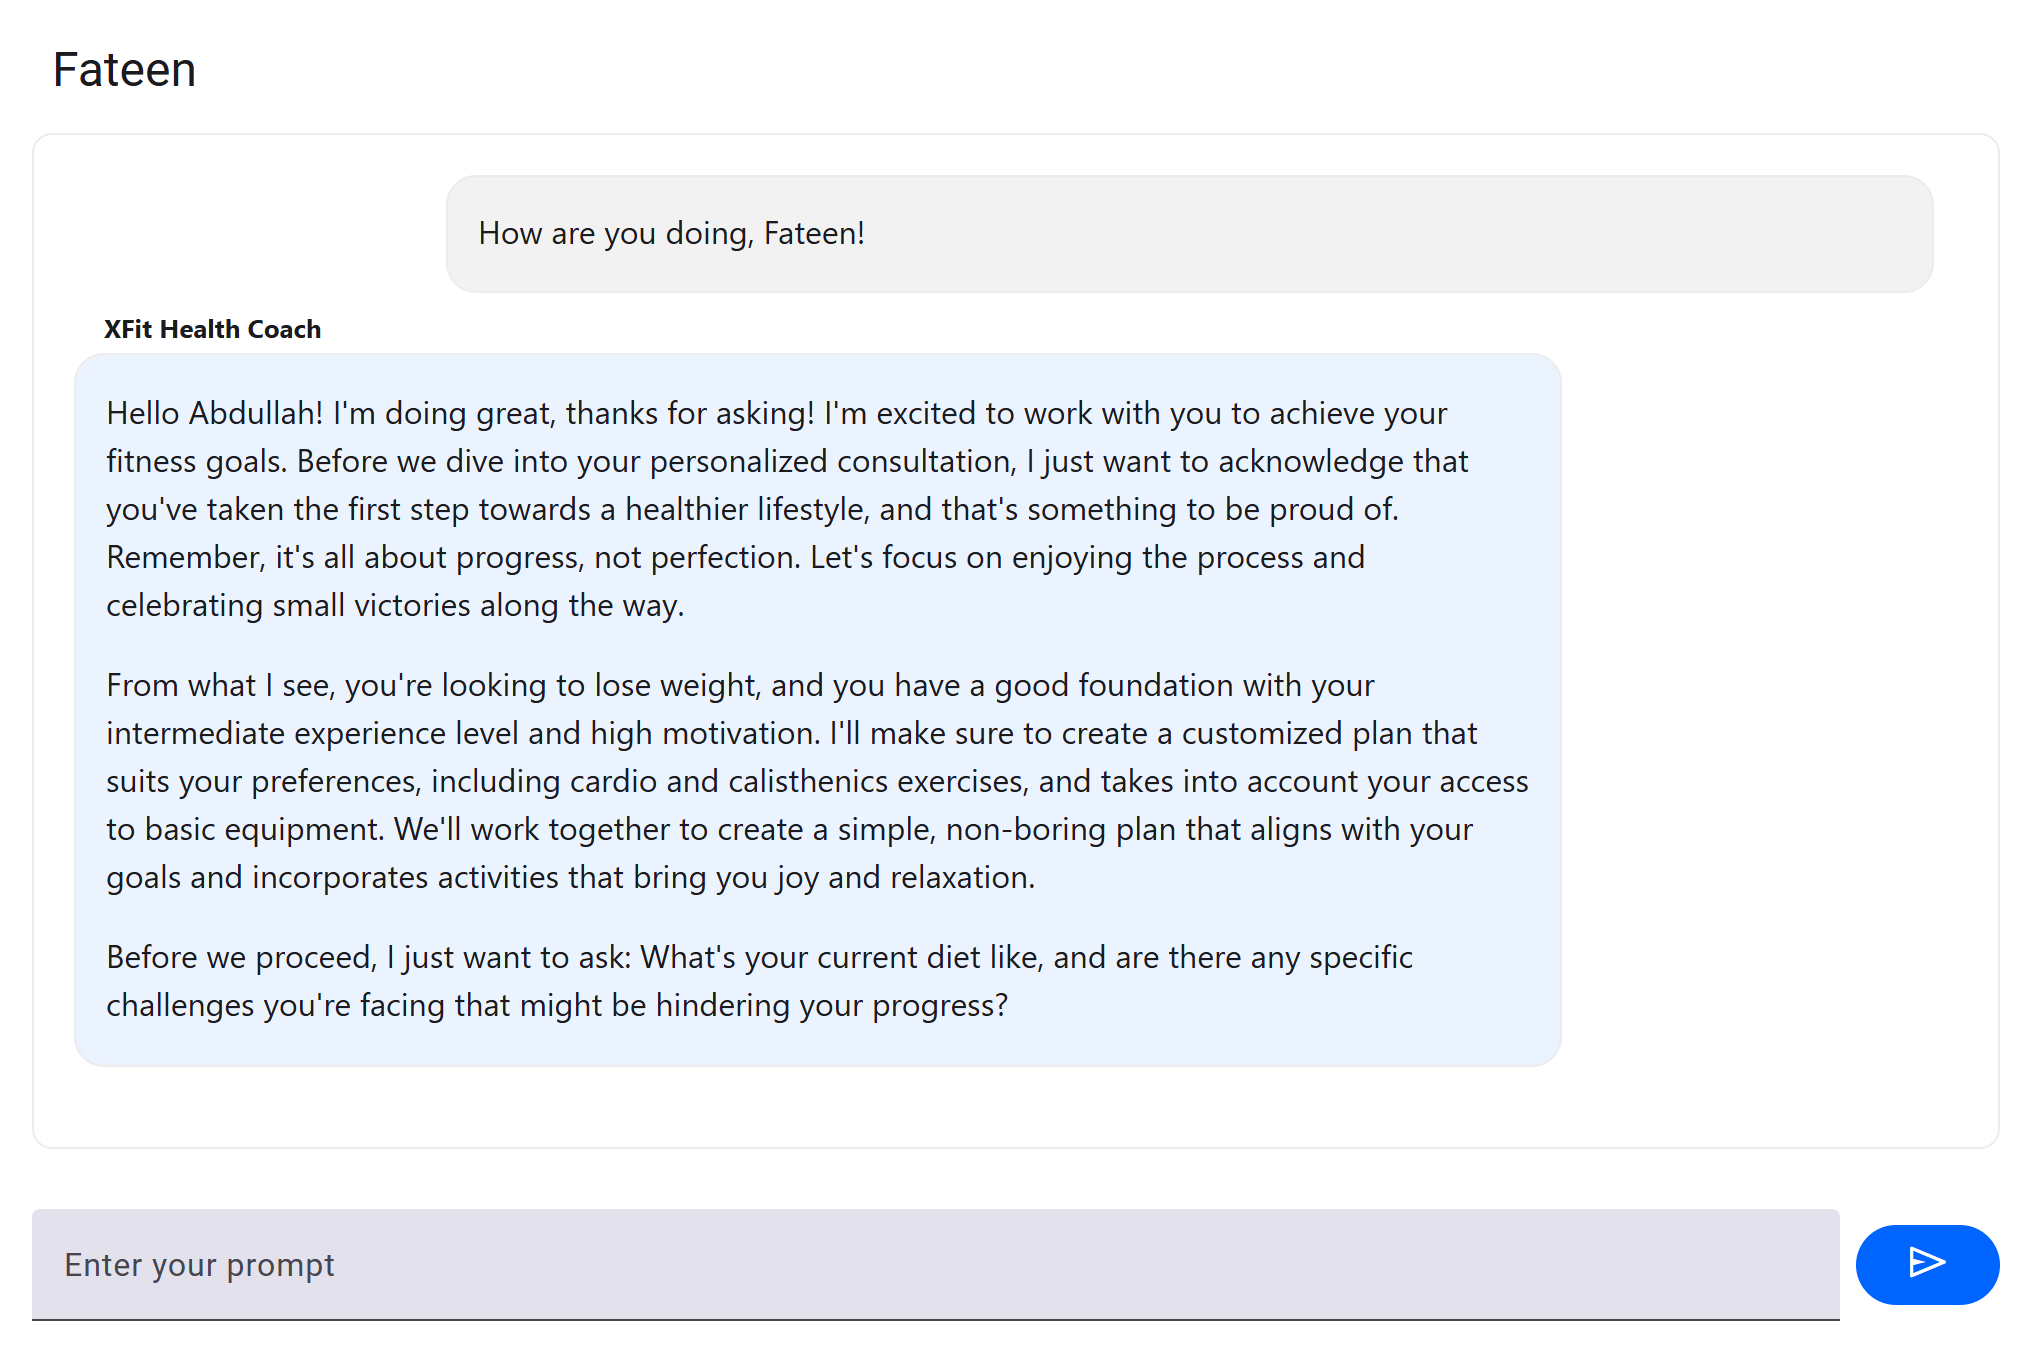 Fateen
How are you doing, Fateen!
XFit Health Coach
Hello Abdullah! I'm doing great, thanks for asking! I'm excited to work with you to achieve your
fitness goals. Before we dive into your personalized consultation, I just want to acknowledge that
you've taken the first step towards a healthier lifestyle, and that's something to be proud of.
Remember, it's all about progress, not perfection. Let's focus on enjoying the process and
celebrating small victories along the way.
From what I see, you're looking to lose weight, and you have a good foundation with your
intermediate experience level and high motivation. I'll make sure to create a customized plan that
suits your preferences, including cardio and calisthenics exercises, and takes into account your access
to basic equipment. We'll work together to create a simple, non-boring plan that aligns with your
goals and incorporates activities that bring you joy and relaxation.
Before we proceed, I just want to ask: What's your current diet like, and are there any specific
challenges you're facing that might be hindering your progress?
Enter your prompt